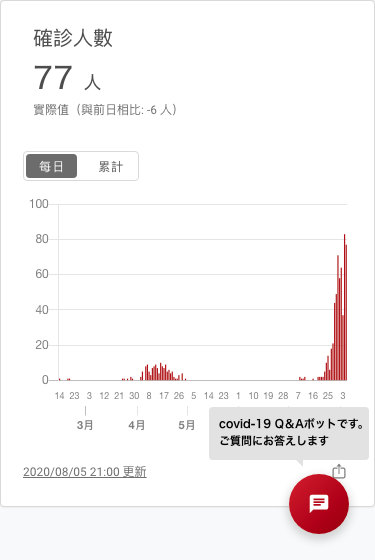 確診人數
77 人
實際值（與前日相比: -6 人）
每日 累計
100
80
60
40
20
0
14 23 3 12 21 30 8 17 26 5 14 23 1 10 19 28 7 16 25 3
3月 4月 5月
covid-19 Q&Aボットです。
ご質問にお答えします
2020/08/05 21:00 更新